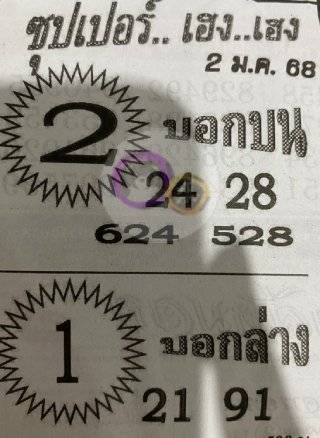 ซุปเปอร์.. เฮง..เฮง
2 ม.ค. 68
2 บอกบน
24 28
624 528
1 บอกล่าง
21 91